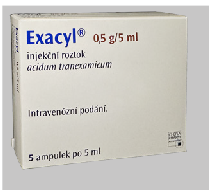 Exacyl® 0,5 g/5 ml
injekční roztok
acidum tranexamicum
Intravenózní podání.
5 ampulek po 5 ml